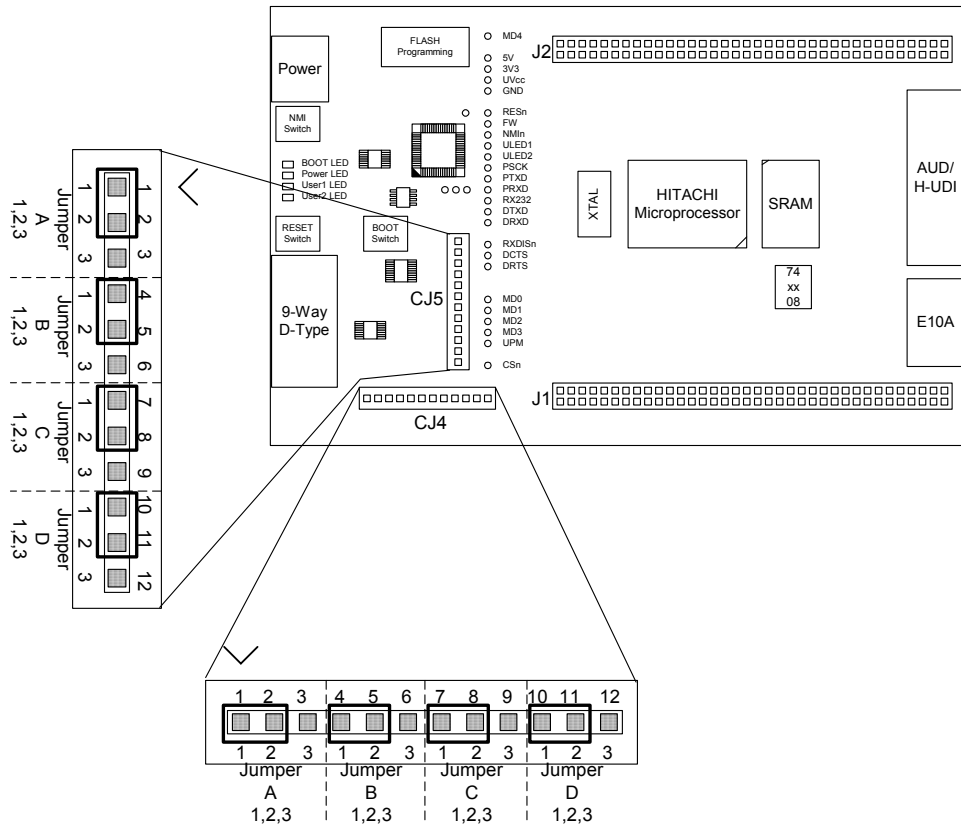 Power
FLASH
Programming
NMI
Switch
BOOT LED
Power LED
User1 LED
User2 LED
RESET
Switch
BOOT
Switch
9-Way
D-Type
MD4
5V
3V3
UVcc
GND
RESn
FW
NMIn
ULED1
ULED2
PSCK
PTXD
PRXD
RX232
DTXD
DRXD
RXDISn
DCTS
DRTS
MD0
MD1
MD2
MD3
UPM
CSn
CJ5
CJ4
J2
J1
XTAL
HITACHI
Microprocessor
SRAM
74
xx
08
AUD/
H-UDI
E10A
1 2 3 4 5 6 7 8 9 10 11 12
1 2 3 1 2 3 1 2 3 1 2 3
Jumper Jumper Jumper Jumper
A B C D
1,2,3 1,2,3 1,2,3 1,2,3
1 2 3 4 5 6 7 8 9 10 11 12
1 2 3 1 2 3 1 2 3 1 2 3
Jumper Jumper Jumper Jumper
A B C D
1,2,3 1,2,3 1,2,3 1,2,3